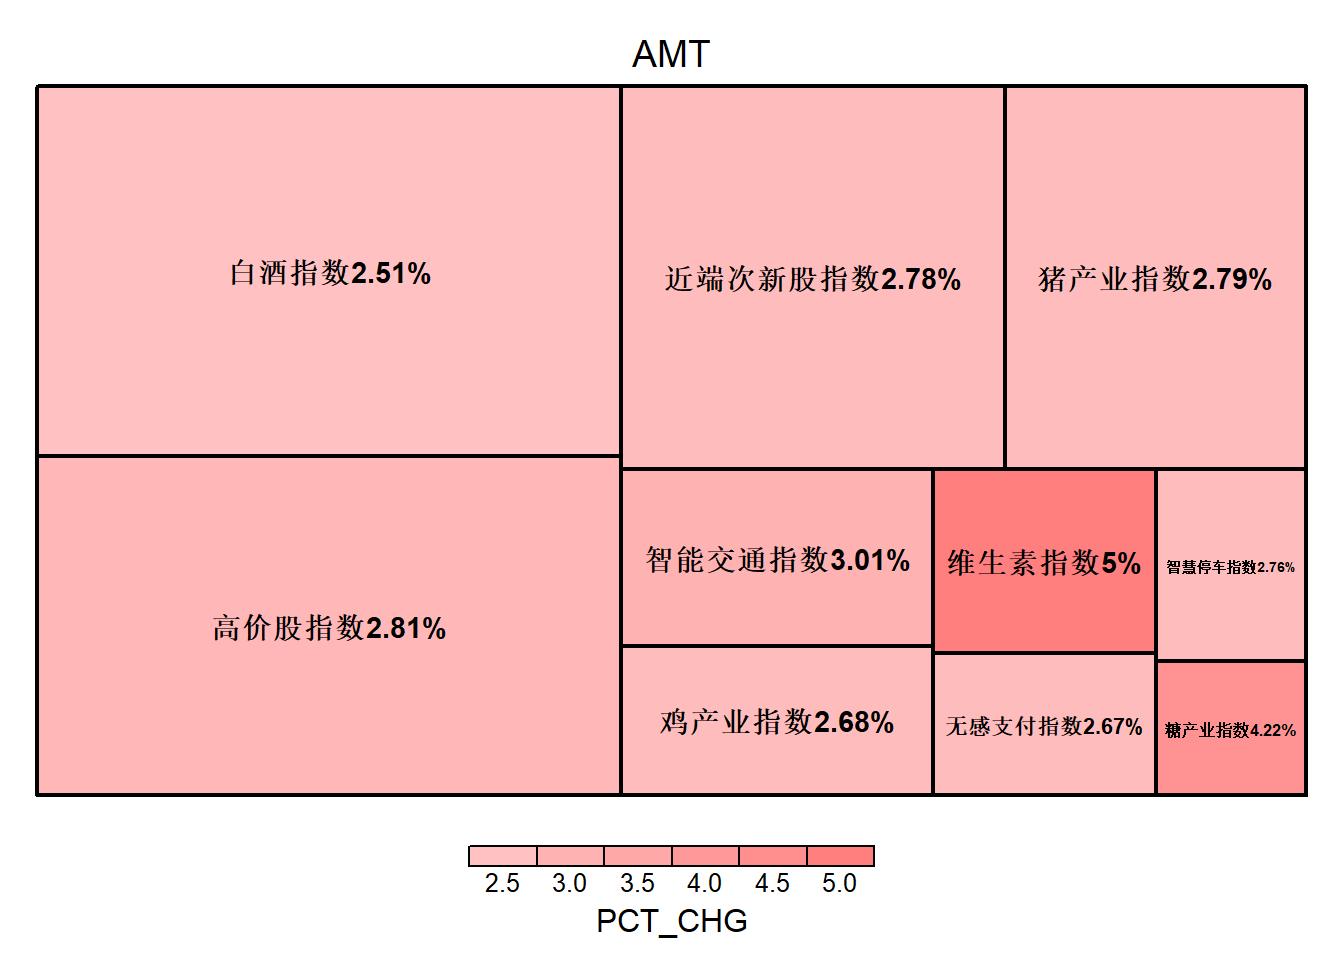 AMT
白酒指数2.51%
近端次新股指数2.78%
猪产业指数2.79%
高价股指数2.81%
智能交通指数3.01%
维生素指数5%
智慧停车指数2.76%
鸡产业指数2.68%
无感支付指数2.67%
糖产业指数4.22%
2.5 3.0 3.5 4.0 4.5 5.0
PCT_CHG